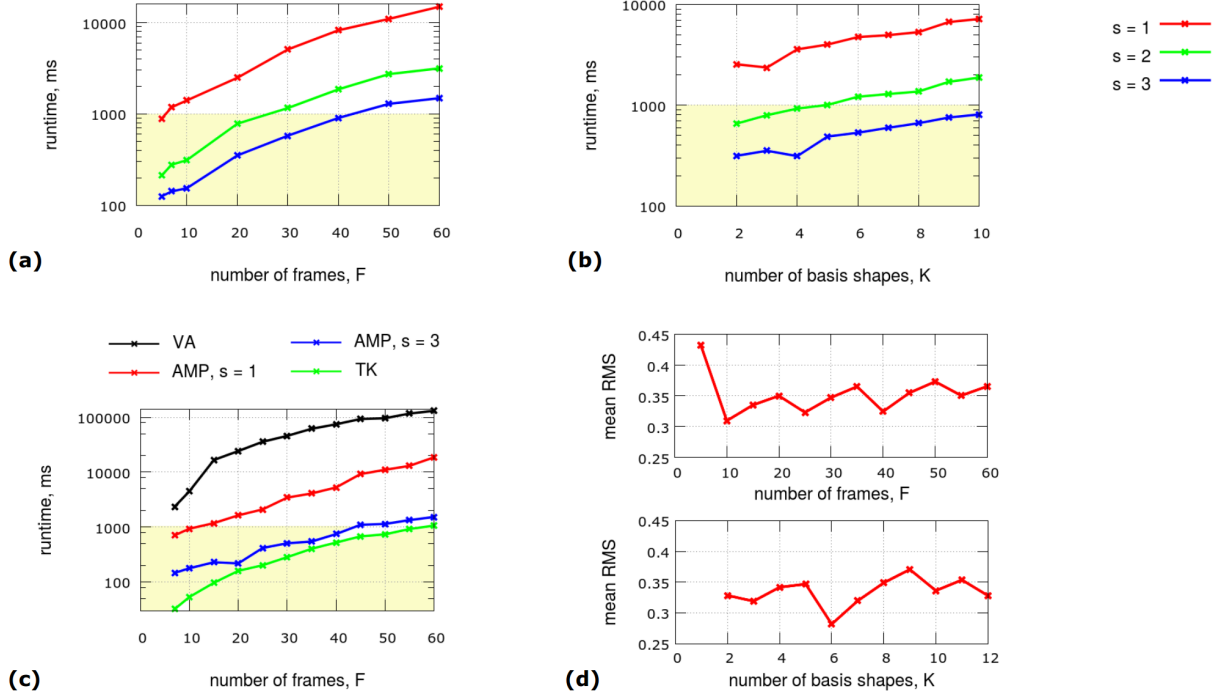 10000
1000
100
runtime, ms
0 10 20 30 40 50 60
number of frames, F
(a)
10000
1000
100
runtime, ms
0 2 4 6 8 10
number of basis shapes, K
(b)
s = 1
s = 2
s = 3
VA
AMP, s = 3
AMP, s = 1
TK
100000
10000
1000
100
runtime, ms
0 10 20 30 40 50 60
number of frames, F
(c)
0.45
0.4
0.35
0.3
0.25
mean RMS
0 10 20 30 40 50 60
number of frames, F
0.45
0.4
0.35
0.3
0.25
mean RMS
0 2 4 6 8 10 12
number of basis shapes, K
(d)